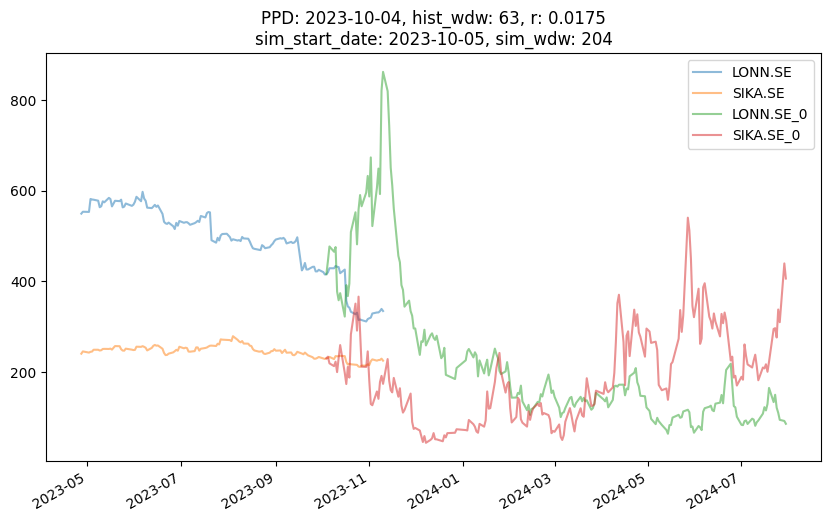 PPD: 2023-10-04, hist_wdw: 63, r: 0.0175
sim_start_date: 2023-10-05, sim_wdw: 204
LONN.SE
SIKA.SE
LONN.SE_0
SIKA.SE_0
800
600
400
200
2023-05
2023-07
2023-09
2023-11
2024-01
2024-03
2024-05
2024-07